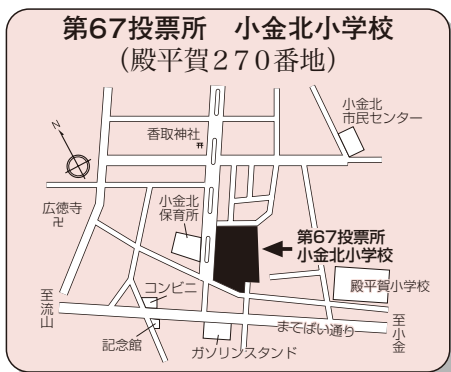 第67投票所　小金北小学校
（殿平賀270番地）
小金北
市民センター
香取神社
N
広徳寺
卍
小金北
保育所
第67投票所
小金北小学校
殿平賀小学校
コンビニ
至流山
記念館
ガソリンスタンド
まてばい通り
至小金